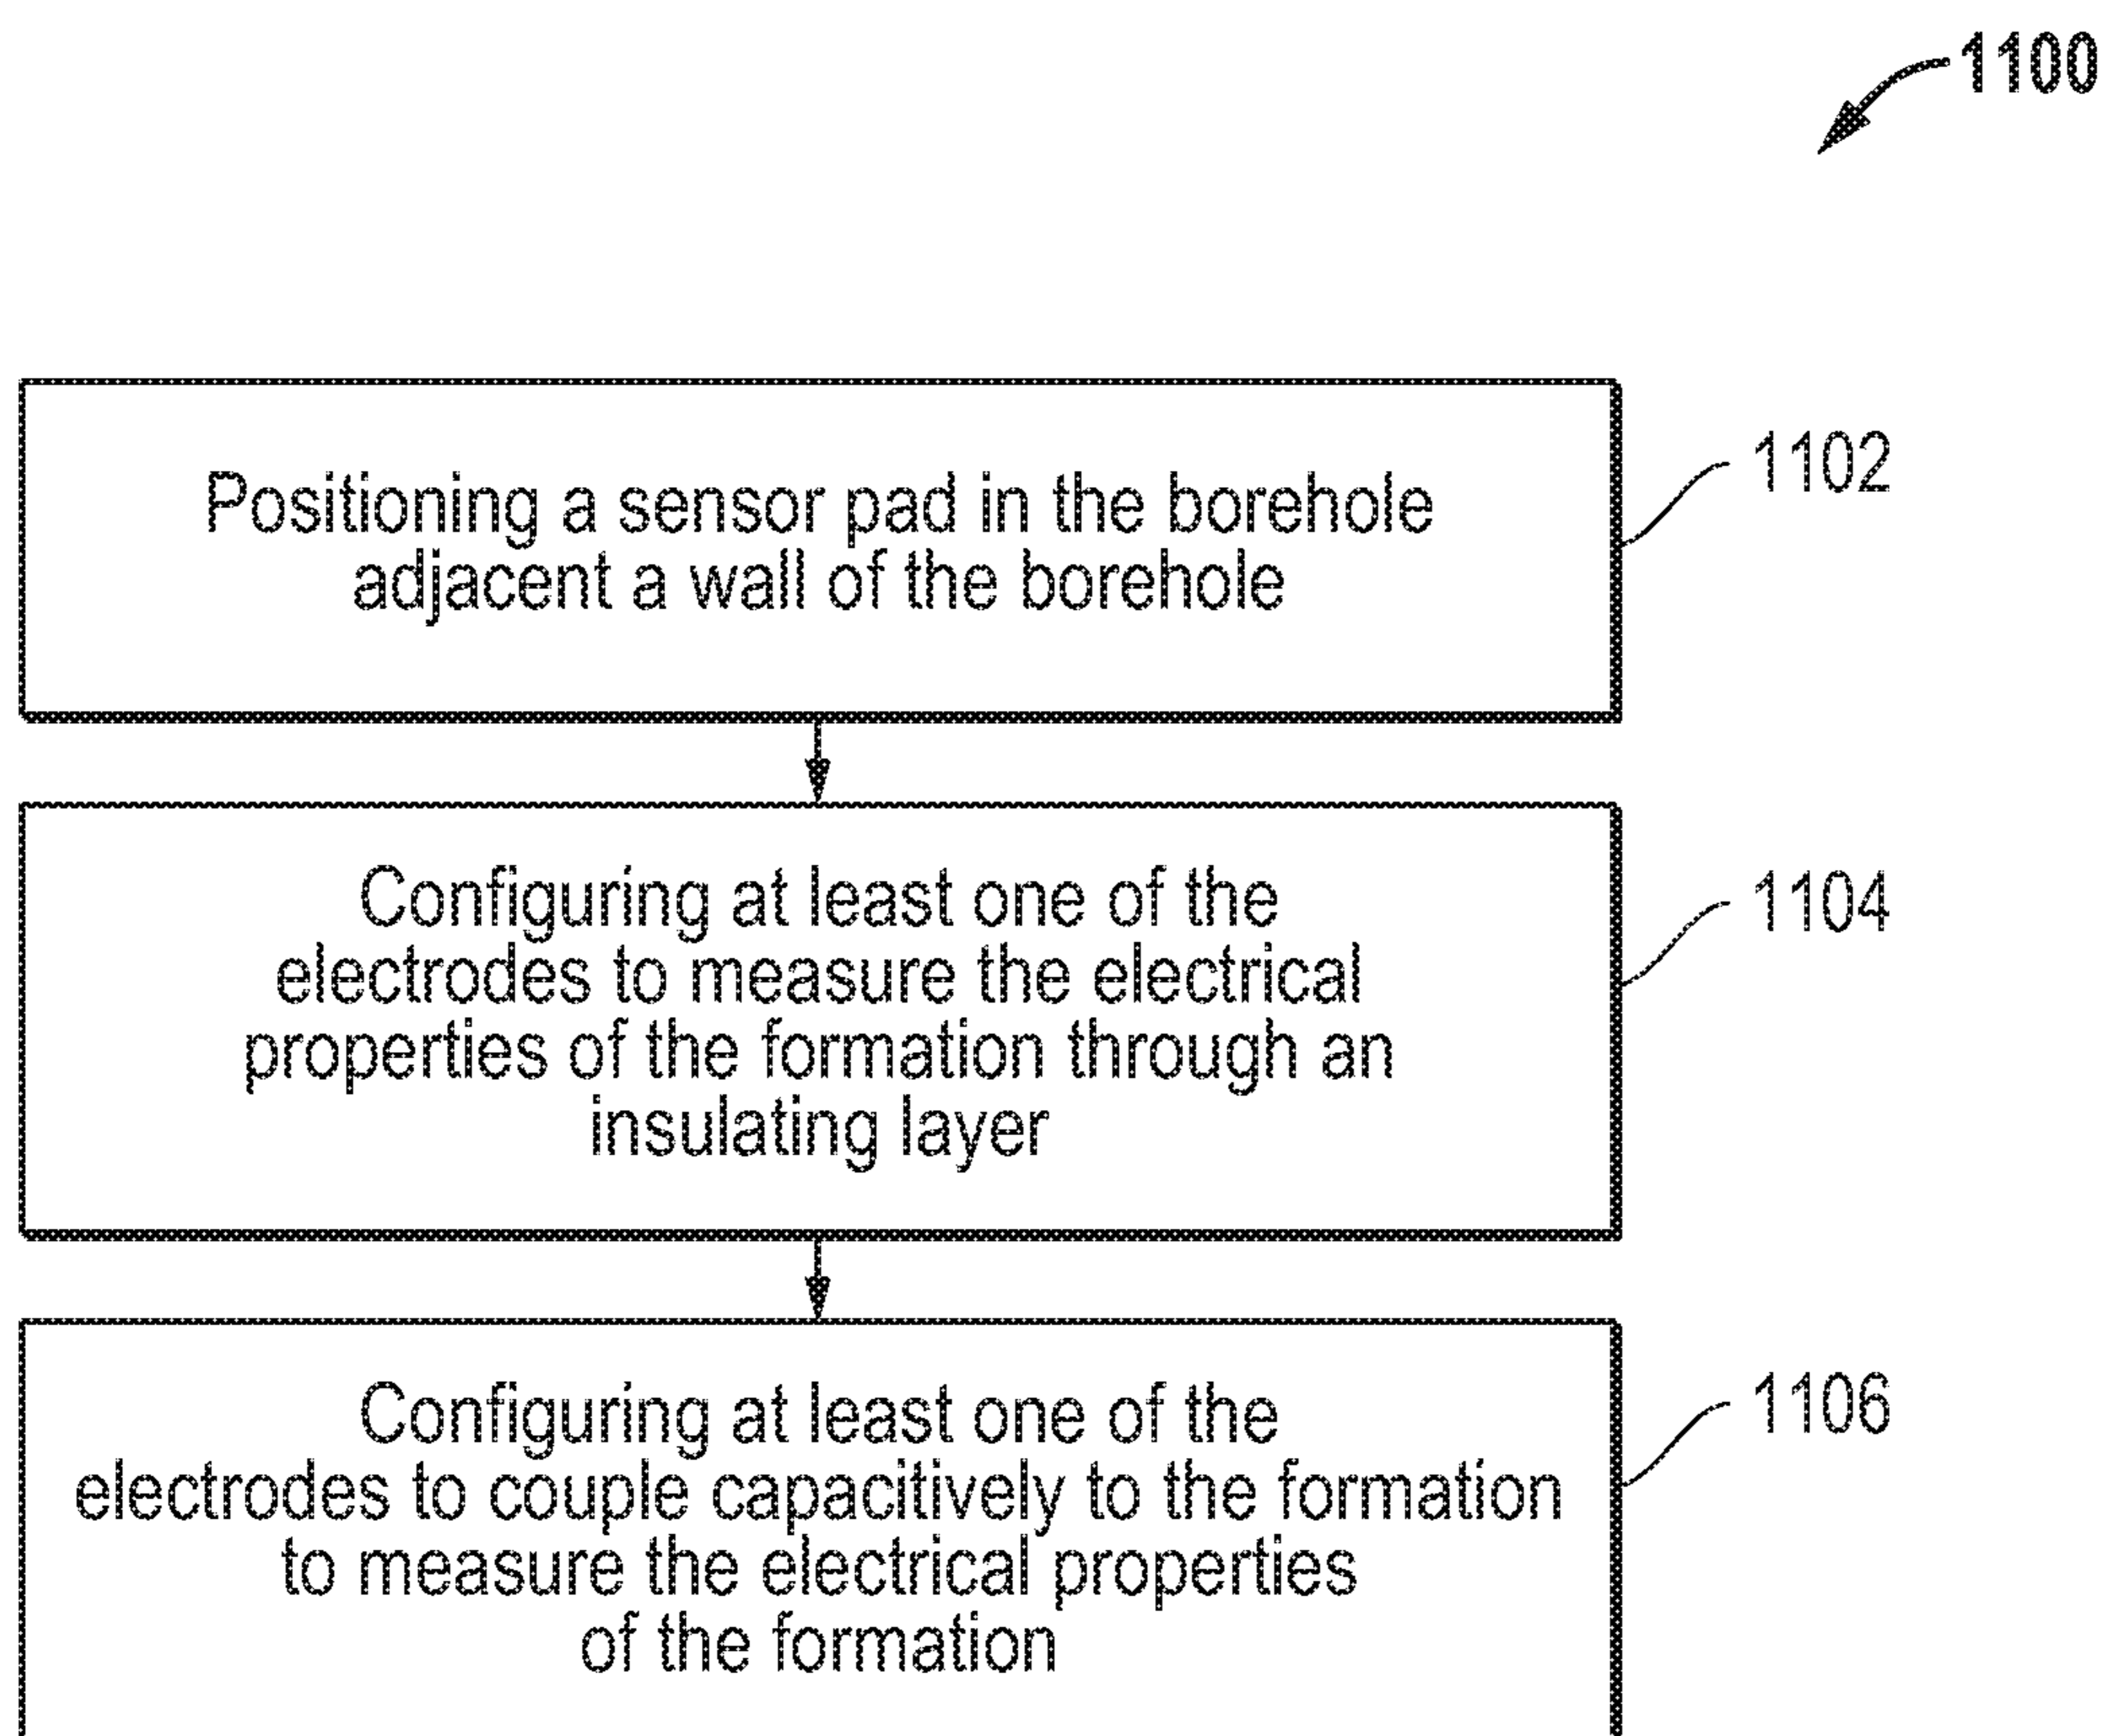 1100
Positioning a sensor pad in the borehole
adjacent a wall of the borehole
1102
Configuring at least one of the
electrodes to measure the electrical
properties of the formation through an
insulating layer
1104
Configuring at least one of the
electrodes to couple capacitively to the formation
to measure the electrical properties
of the formation
1106